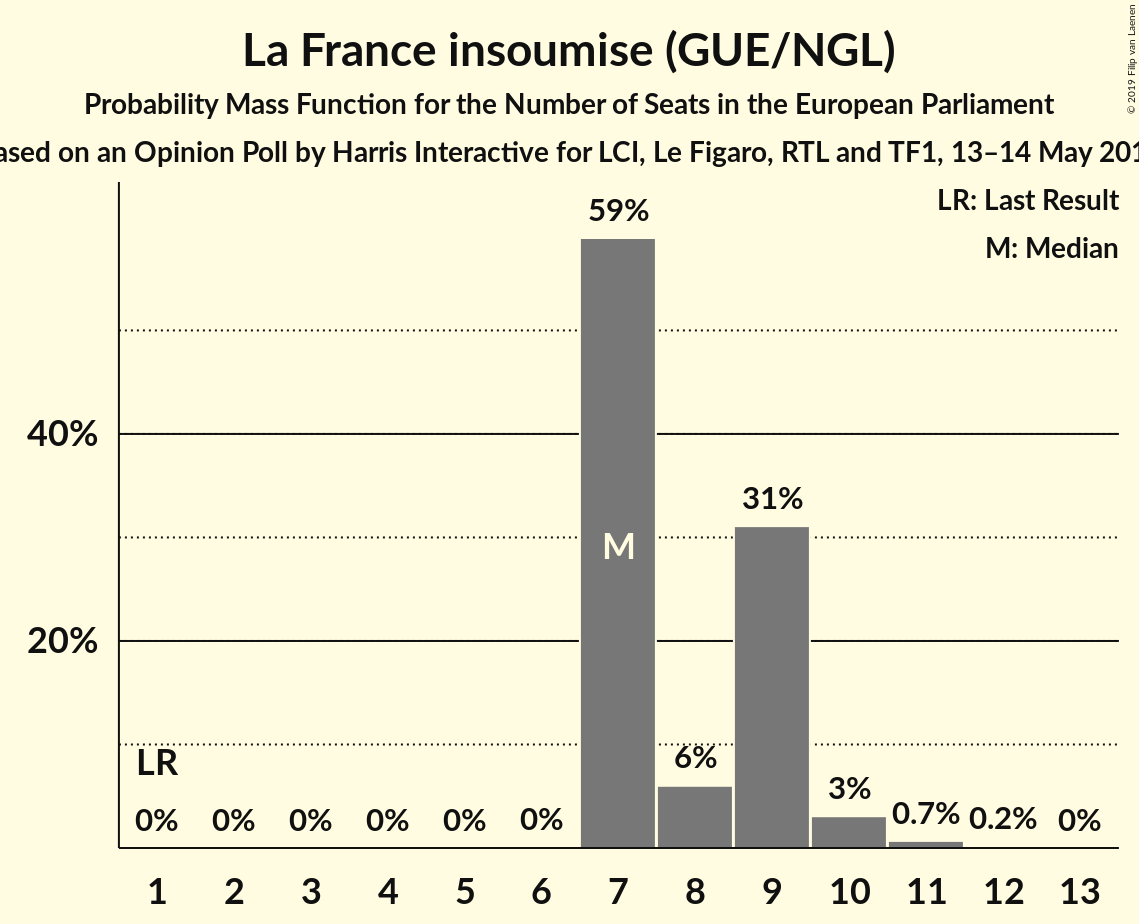 La France insoumise (GUE/NGL)
Probability Mass Function for the Number of Seats in the European Parliament
on an Opinion Poll by Harris Interactive for LCI, Le Figaro, RTL and TF1, 13–14 May
© 2019 Filip van Laenen
LR: Last Result
M: Median
59%
40%
31%
M
20%
LR
6%
3%
0% 0% 0% 0% 0% 0% 0.7% 0.2% 0%
1 2 3 4 5 6 7 8 9 10 11 12 13